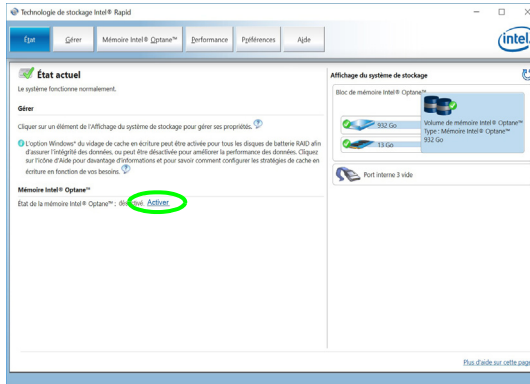 Technologie de stockage Intel® Rapid
État
Gérer
Mémoire Intel® Optane™
Performance
Préférences
Aide
intel.
État actuel
Le système fonctionne normalement.
Gérer
Cliquer sur un élément de l'Affichage du système de stockage pour gérer ses propriétés.
L'option Windows* du vidage de cache en écriture peut être activée pour tous les disques de batterie RAID afin
d'assurer l'intégrité des données, ou peut être désactivée pour améliorer la performance des données. Cliquez
sur l'icône d'Aide pour davantage d'informations et pour savoir comment configurer les stratégies de cache en
écriture en fonction de vos besoins.
Mémoire Intel® Optane™
État de la mémoire Intel® Optane™ : désactivé. Activer
Affichage du système de stockage
Bloc de mémoire Intel® Optane™
932 Go
13 Go
Volume de mémoire Intel® Optane™
Type : Mémoire Intel® Optane™
932 Go
Port interne 3 vide
Plus d'aide sur cette page